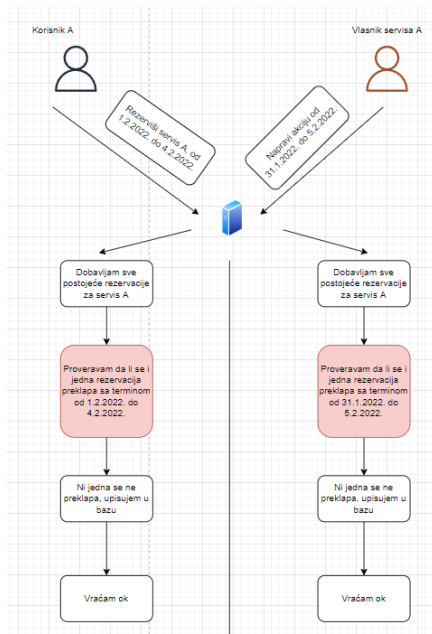 Korisnik A
Vlasnik servisa A
Rezerviši servis A, od
1.2.2022. do 4.2.2022.
Napravi akciju od
31.1.2022. do 5.2.2022.
Dobavljam sve
postojeće rezervacije
za servis A
Dobavljam sve
postojeće rezervacije
za servis A
Proveravam da li se i
jedna rezervacija
preklapa sa terminom
od 1.2.2022. do
4.2.2022.
Proveravam da li se i
jedna rezervacija
preklapa sa terminom
od 31.1.2022. do
5.2.2022.
Ni jedna se ne
preklapa, upisujem u
bazu
Ni jedna se ne
preklapa, upisujem u
bazu
Vraćam ok
Vraćam ok